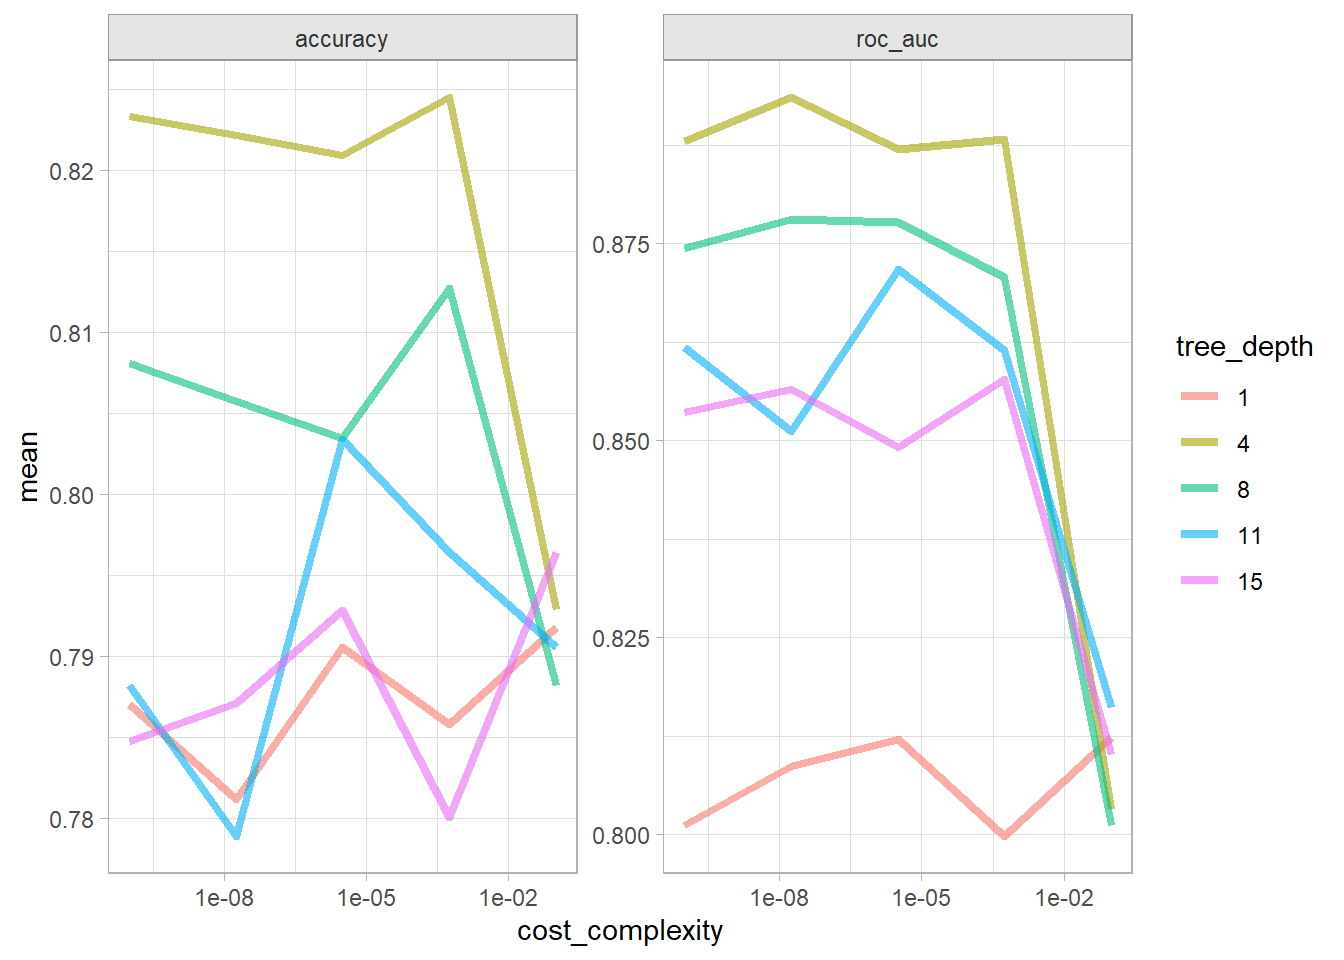 accuracy
roc_auc
mean
0.82
0.81
0.80
0.79
0.78
0.875
0.850
0.825
0.800
1e-08
1e-05
1e-02
1e-08
1e-05
1e-02
cost_complexity
tree_depth
1
4
8
11
15